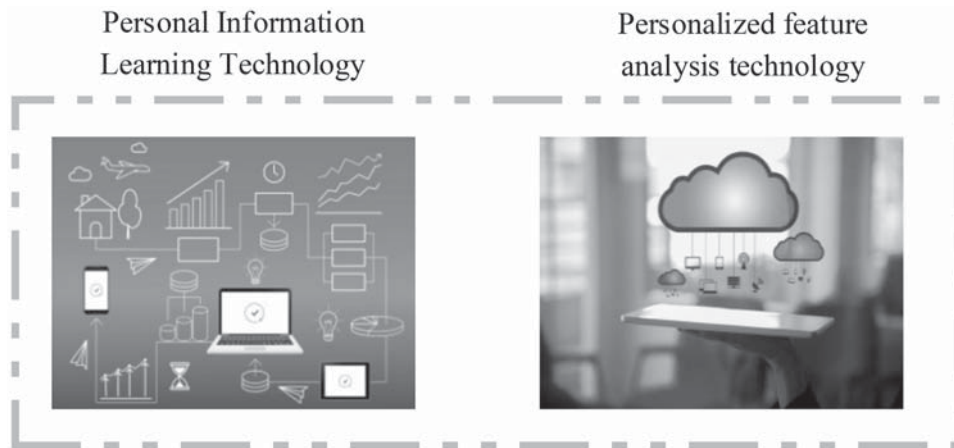 Personal Information
Learning Technology
Personalized feature
analysis technology